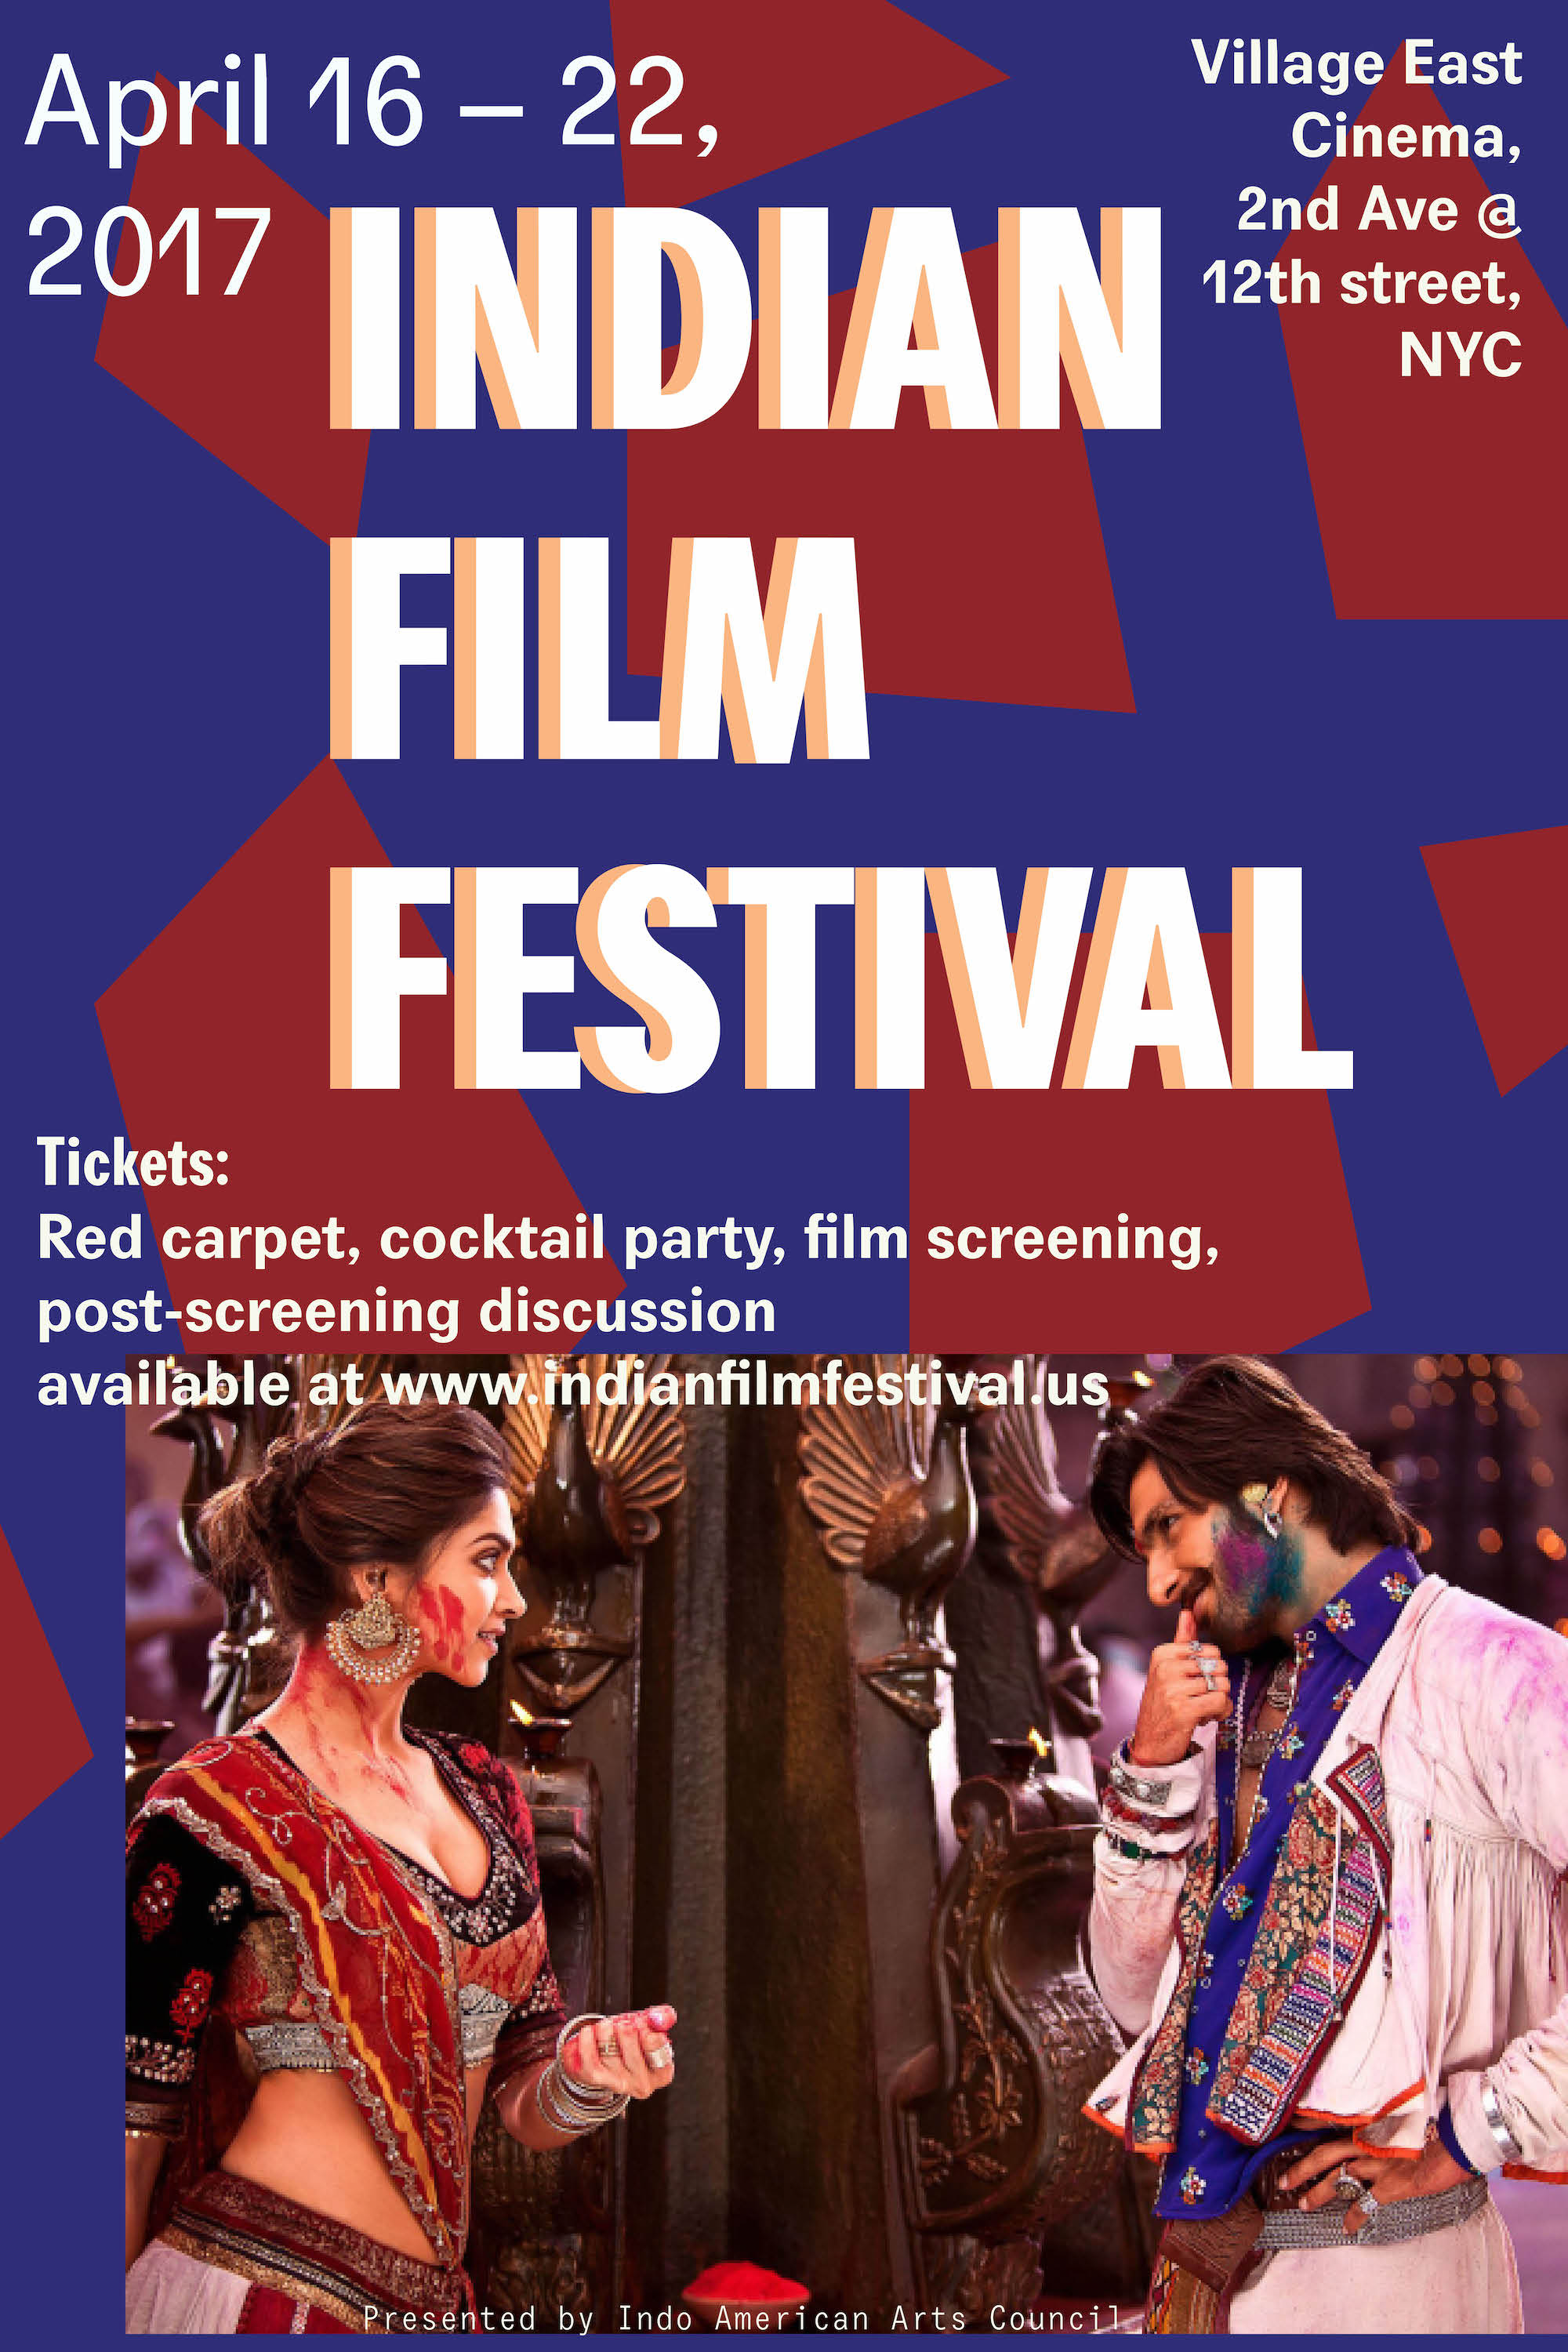 April 16 – 22,
2017
Village East
Cinema,
2nd Ave @
12th street,
NYC
INDIAN
FILM
FESTIVAL
Tickets:
Red carpet, cocktail party, film screening,
post-screening discussion
available at www.indianfilmfestival.us
Presented by Indo American Arts Council